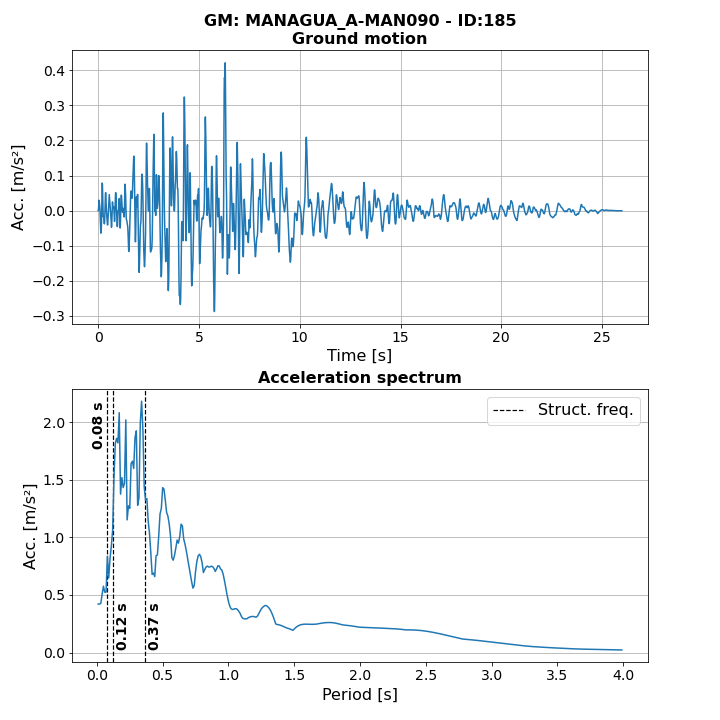 GM: MANAGUA_A-MAN090 - ID:185
Ground motion
Acc. [m/s²]
0.4
0.3
0.2
0.1
0.0
−0.1
−0.2
−0.3
0 5 10 15 20 25
Time [s]
Acceleration spectrum
Acc. [m/s²]
2.0
1.5
1.0
0.5
0.0
Struct. freq.
0.08 s
0.12 s
0.37 s
0.0 0.5 1.0 1.5 2.0 2.5 3.0 3.5 4.0
Period [s]